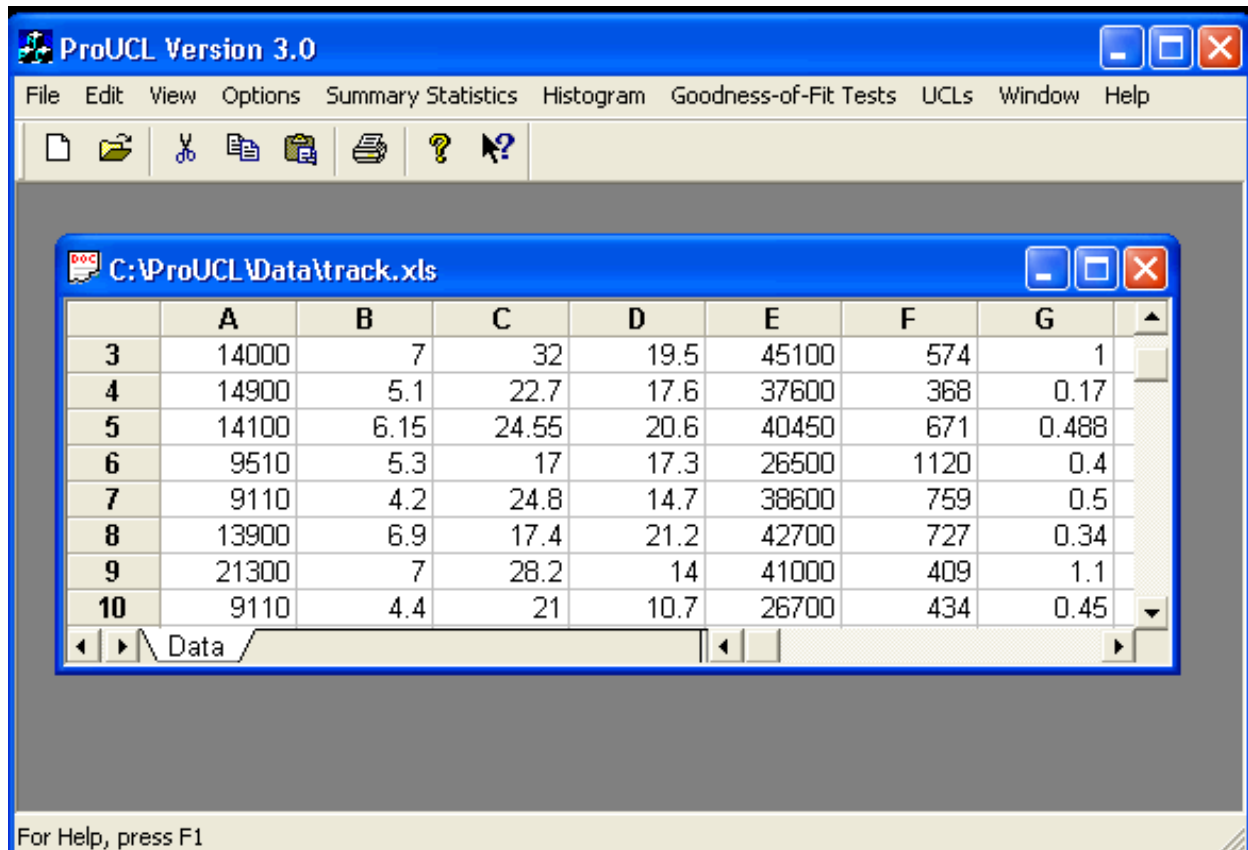 ProUCL Version 3.0
File Edit View Options Summary Statistics Histogram Goodness-of-Fit Tests UCLs Window Help
DOC C:\ProUCL\Data\track.xls
A B C D E F G
3 14000 7 32 19.5 45100 574 1
4 14900 5.1 22.7 17.6 37600 368 0.17
5 14100 6.15 24.55 20.6 40450 671 0.488
6 9510 5.3 17 17.3 26500 1120 0.4
7 9110 4.2 24.8 14.7 38600 759 0.5
8 13900 6.9 17.4 21.2 42700 727 0.34
9 21300 7 28.2 14 41000 409 1.1
10 9110 4.4 21 10.7 26700 434 0.45
Data
For Help, press F1